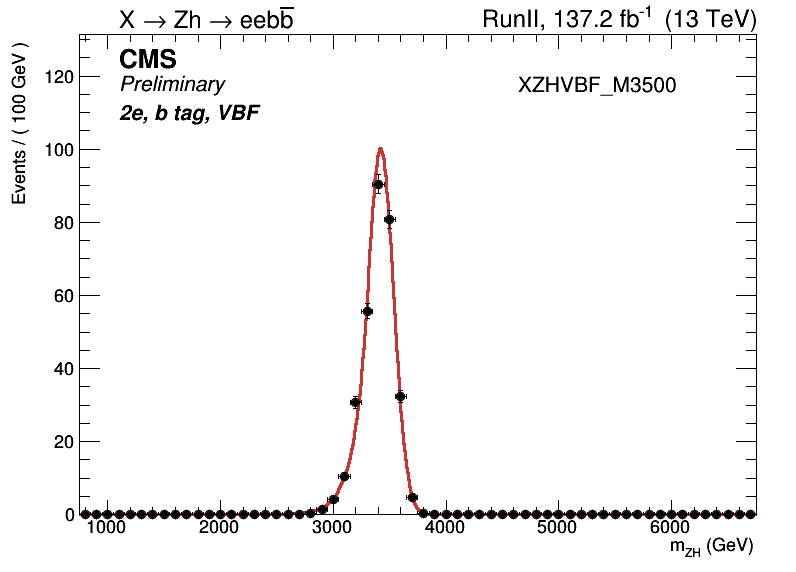 X → Zh → eebb̅ RunII, 137.2 fb⁻¹ (13 TeV)
CMS
Preliminary
XZHVBF_M3500
2e, b tag, VBF
Events / ( 100 GeV )
120
100
80
60
40
20
0
1000 2000 3000 4000 5000 6000
m_ZH (GeV)